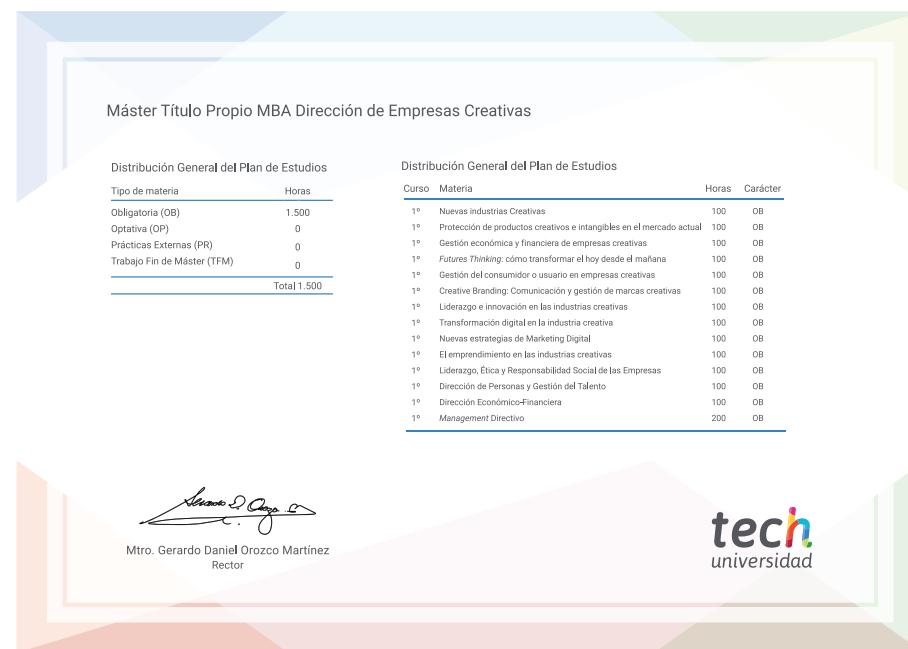 Máster Título Propio MBA Dirección de Empresas Creativas
Distribución General del Plan de Estudios
Tipo de materia Horas
Obligatoria (OB) 1.500
Optativa (OP) 0
Prácticas Externas (PR) 0
Trabajo Fin de Máster (TFM) 0
Total 1.500
Distribución General del Plan de Estudios
Curso Materia Horas Carácter
1º Nuevas industrias Creativas 100 OB
1º Protección de productos creativos e intangibles en el mercado actual 100 OB
1º Gestión económica y financiera de empresas creativas 100 OB
1º Futures Thinking: cómo transformar el hoy desde el mañana 100 OB
1º Gestión del consumidor o usuario en empresas creativas 100 OB
1º Creative Branding: Comunicación y gestión de marcas creativas 100 OB
1º Liderazgo e innovación en las industrias creativas 100 OB
1º Transformación digital en la industria creativa 100 OB
1º Nuevas estrategias de Marketing Digital 100 OB
1º El emprendimiento en las industrias creativas 100 OB
1º Liderazgo, Ética y Responsabilidad Social de las Empresas 100 OB
1º Dirección de Personas y Gestión del Talento 100 OB
1º Dirección Económico-Financiera 100 OB
1º Management Directivo 200 OB
Mtro. Gerardo Daniel Orozco Martínez
Rector
tech
universidad